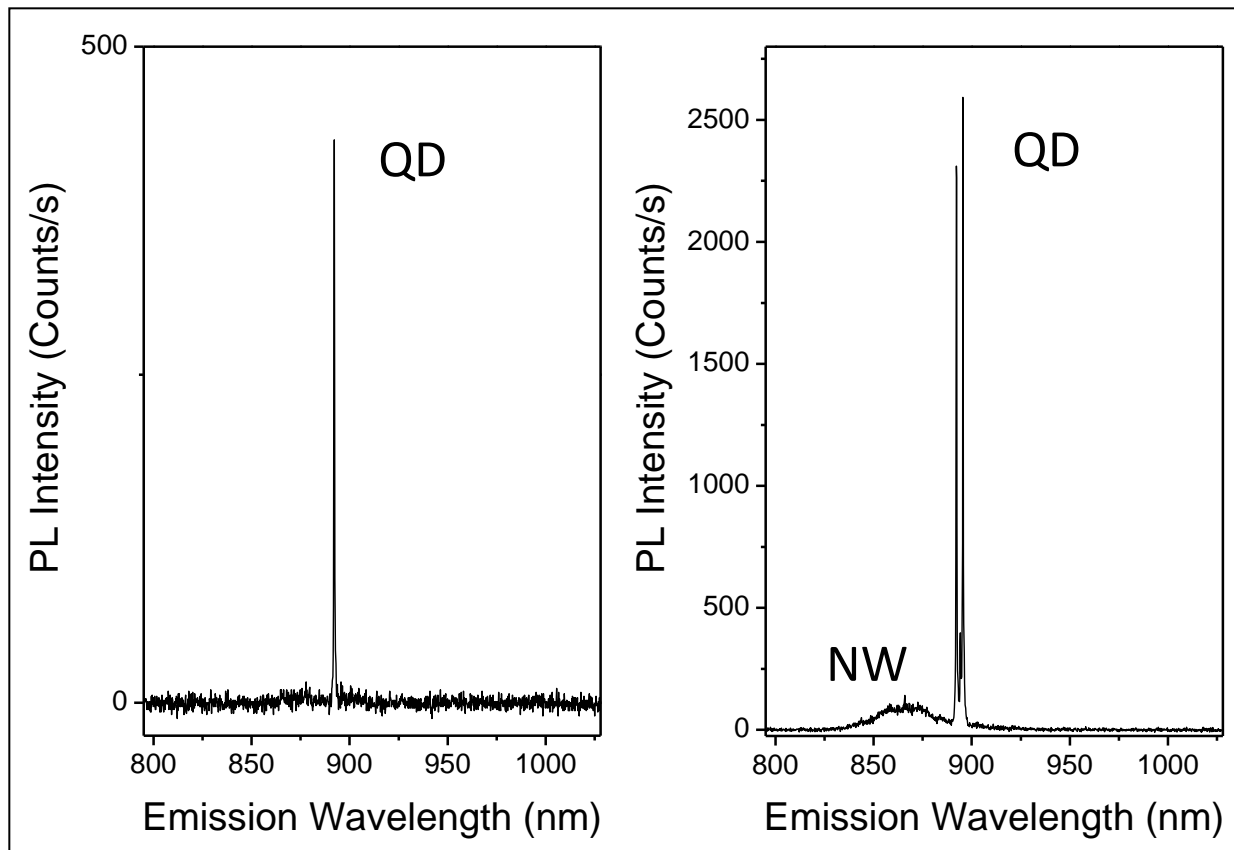 500
0
PL Intensity (Counts/s)
QD
800 850 900 950 1000
Emission Wavelength (nm)
2500
2000
1500
1000
500
0
PL Intensity (Counts/s)
QD
NW
800 850 900 950 1000
Emission Wavelength (nm)